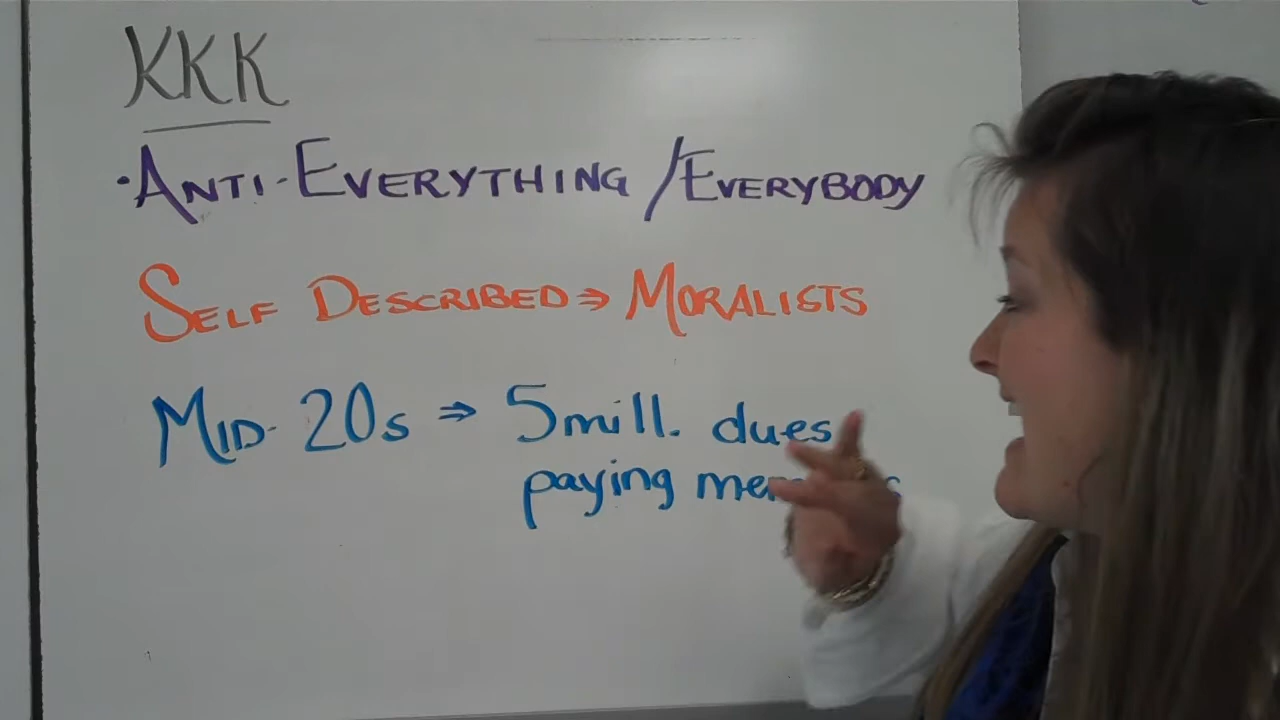 KKK
• ANTI-EVERYTHING / EVERYBODY
SELF DESCRIBED ⇒ MORALISTS
MID-20s ⇒ 5mill. dues
paying